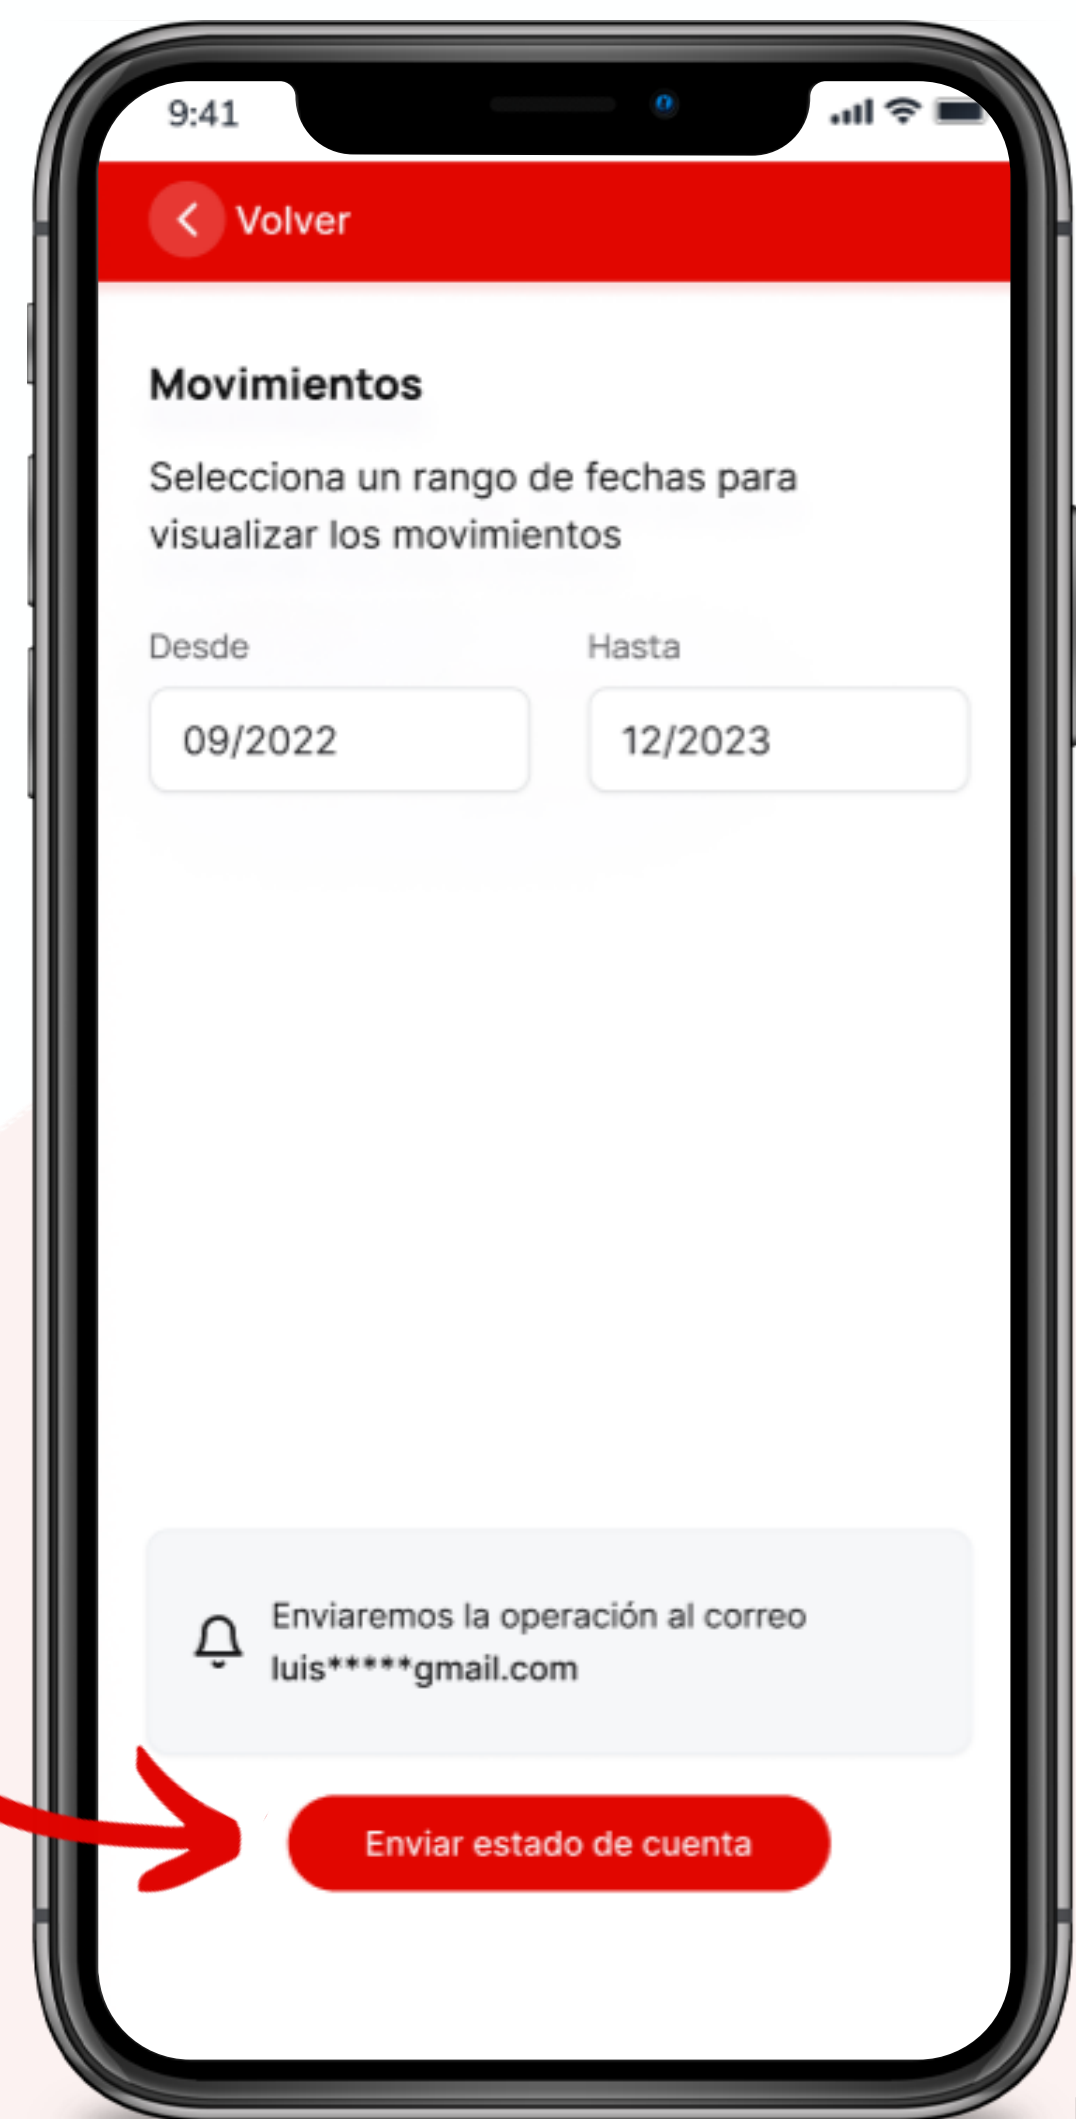 9:41
Volver
Movimientos
Selecciona un rango de fechas para
visualizar los movimientos
Desde
Hasta
09/2022
12/2023
Enviaremos la operación al correo
luis*****gmail.com
Enviar estado de cuenta